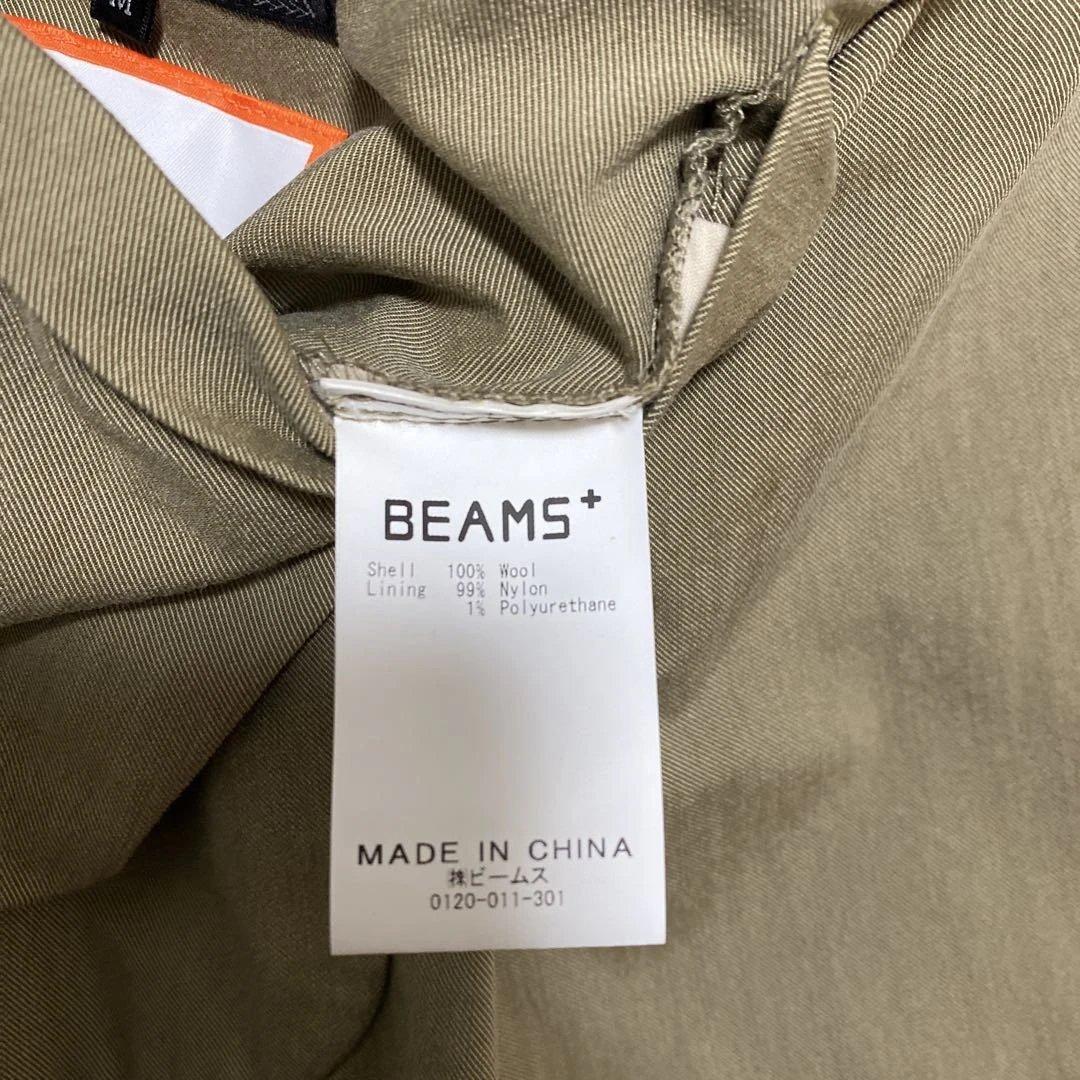 M
BEAMS+
Shell 100% Wool
Lining 99% Nylon
1% Polyurethane
MADE IN CHINA
㈱ビームス
0120-011-301